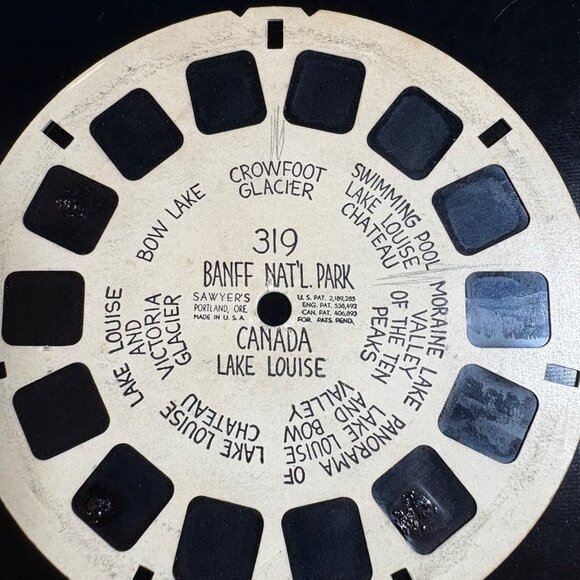 319
BANFF NAT'L. PARK
SAWYER'S
PORTLAND, ORE.
MADE IN U.S.A.
U.S. PAT. 2,189,285
ENG. PAT. 538,492
CAN. PAT. 406,893
FOR. PATS. PEND.
CANADA
LAKE LOUISE
CROWFOOT
GLACIER
SWIMMING POOL
LAKE LOUISE
CHATEAU
MORAINE LAKE
VALLEY
OF THE TEN
PEAKS
PANORAMA OF
LAKE LOUISE
AND BOW
VALLEY
LAKE LOUISE
CHATEAU
LAKE LOUISE
AND
VICTORIA
GLACIER
BOW LAKE